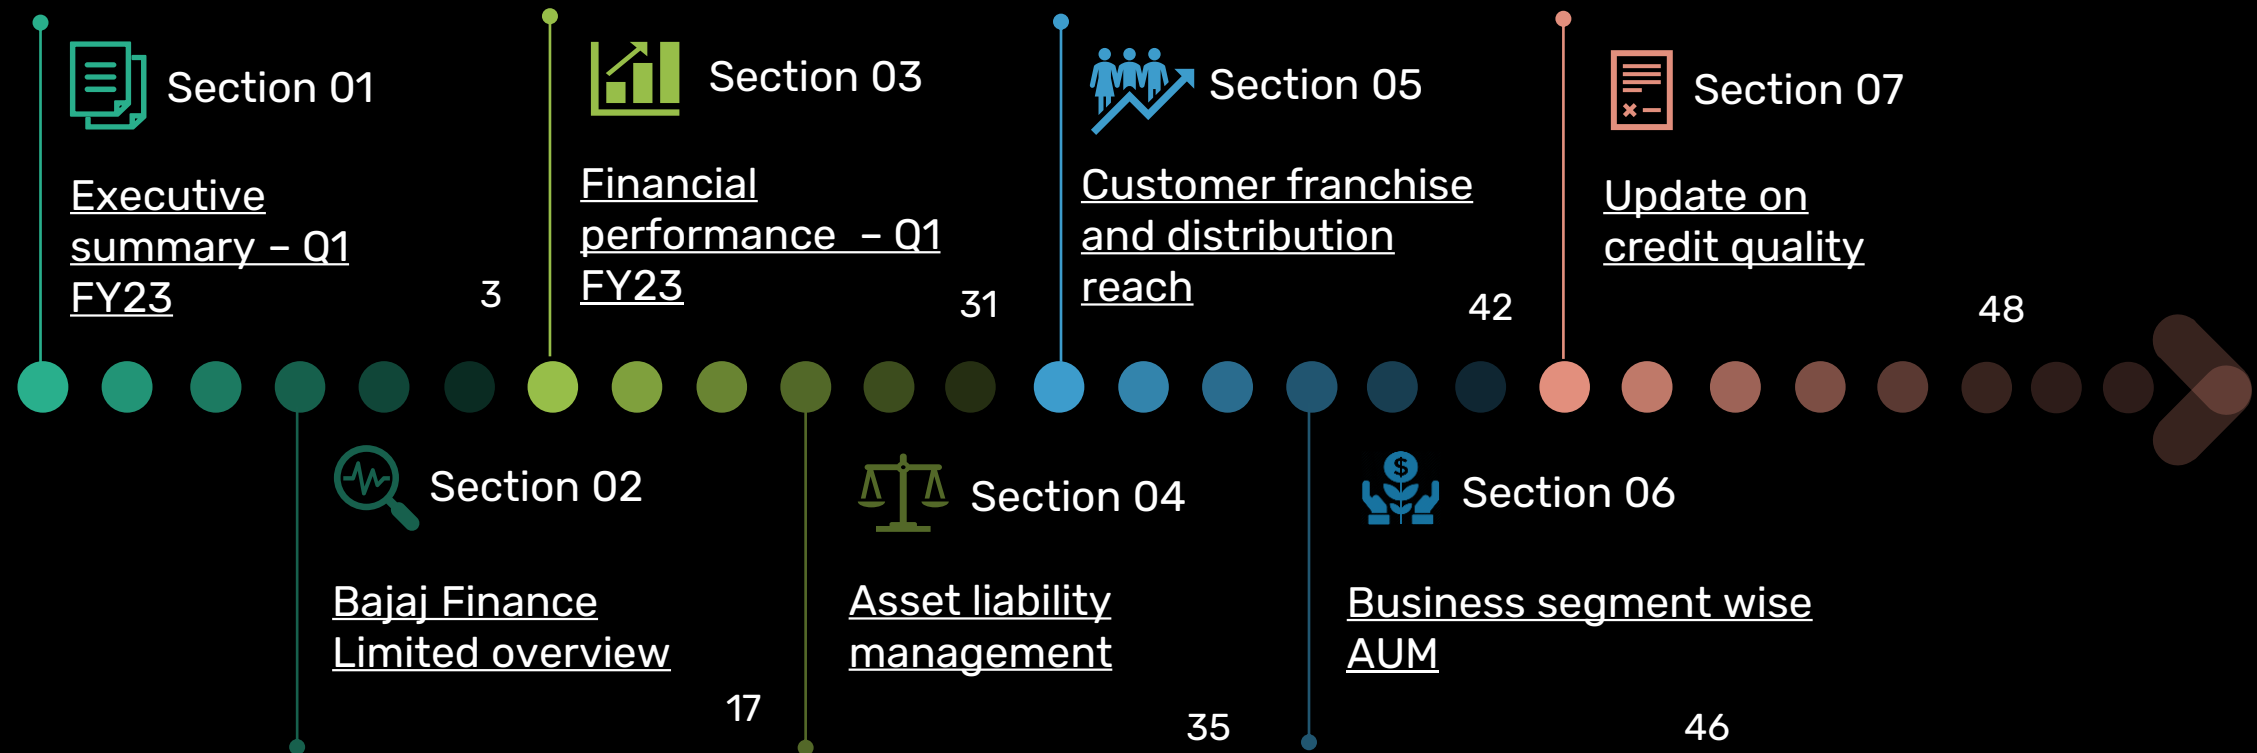 Section 01
Executive
summary – Q1
FY23
3
Section 02
Bajaj Finance
Limited overview
17
Section 03
Financial
performance – Q1
FY23
31
Section 04
Asset liability
management
35
Section 05
Customer franchise
and distribution
reach
42
$
Section 06
Business segment wise
AUM
46
Section 07
Update on
credit quality
48